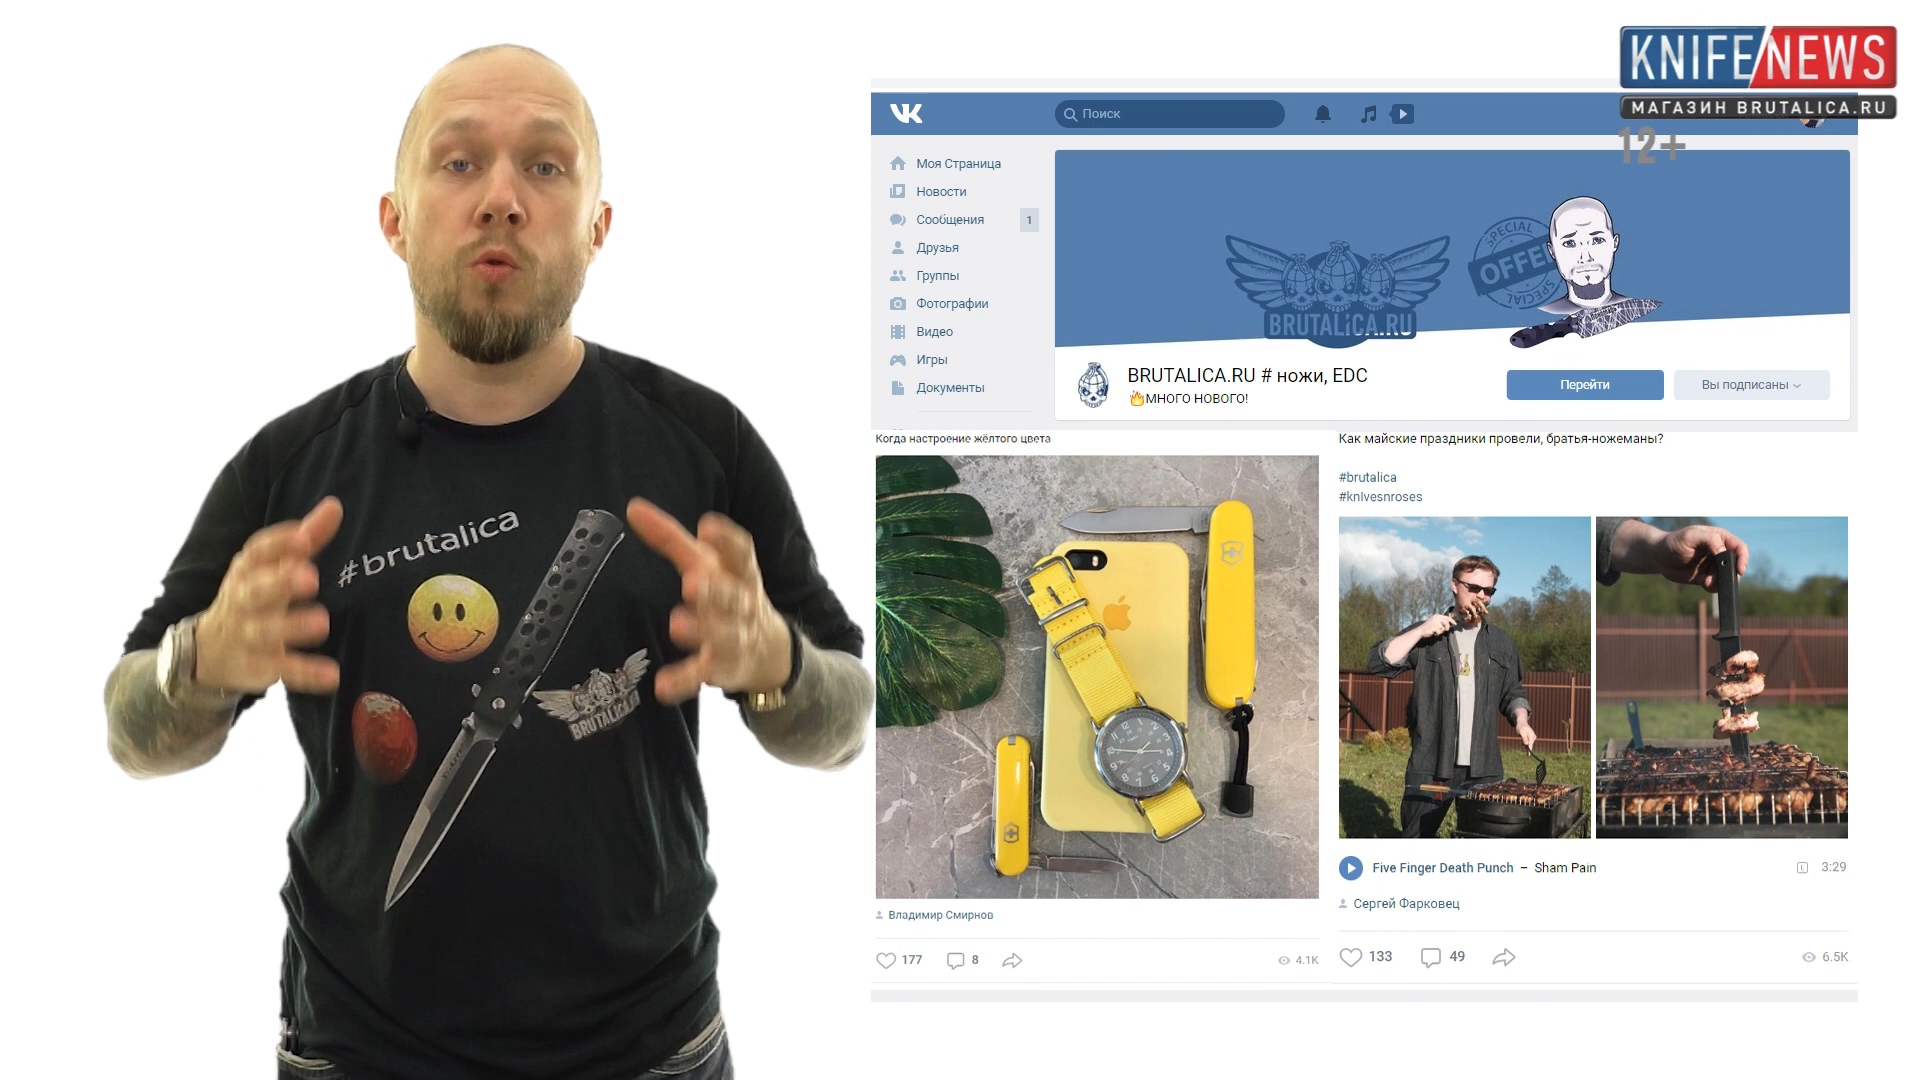 KNIFE/NEWS
МАГАЗИН BRUTALICA.RU
12+
Поиск
Моя Страница
Новости
Сообщения
1
Друзья
Группы
Фотографии
Видео
Игры
Документы
SPECIAL
OFFER
SPECIAL
BRUTALICA.RU
BRUTALICA.RU # ножи, EDC
МНОГО НОВОГО!
Перейти
Вы подписаны
Когда настроение жёлтого цвета
Владимир Смирнов
177
8
4.1K
Как майские праздники провели, братья-ножеманы?
#brutalica
#knIvesnroses
Five Finger Death Punch – Sham Pain
3:29
Сергей Фарковец
133
49
6.5K
#brutalica
BRUTALICA.RU